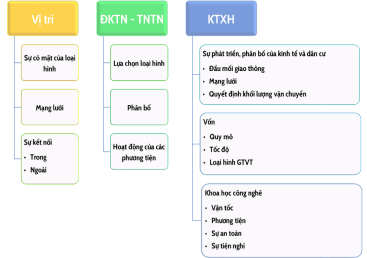 Vị trí
Sự có mặt của loại
hình
Mạng lưới
Sự kết nối
• Trong
• Ngoài
ĐKTN - TNTN
Lựa chọn loại hình
Phân bố
Hoạt động của các
phương tiện
KTXH
Sự phát triển, phân bố của kinh tế và dân cư
• Đầu mối giao thông
• Mạng lưới
• Quyết định khối lượng vận chuyển
Vốn
• Quy mô
• Tốc độ
• Loại hình GTVT
Khoa học công nghệ
• Vận tốc
• Phương tiện
• Sự an toàn
• Sự tiện nghi